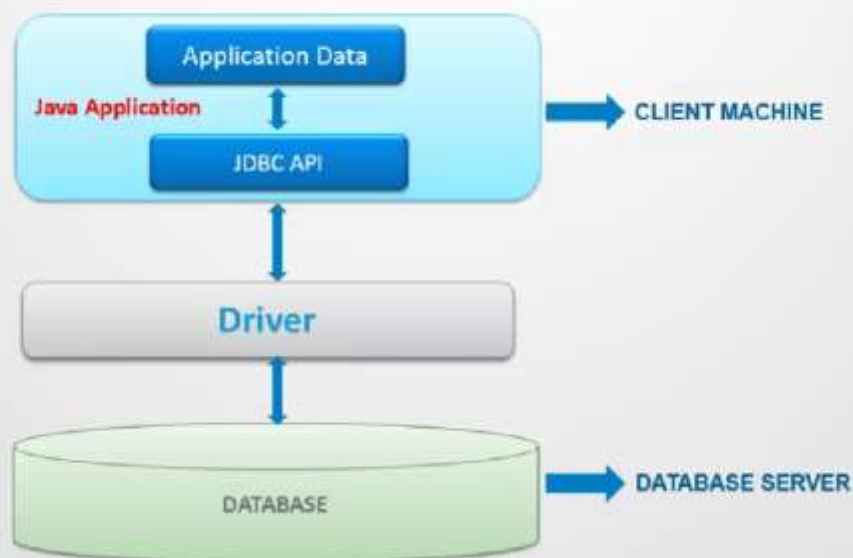 Application Data
Java Application
CLIENT MACHINE
JDBC API
Driver
DATABASE
DATABASE SERVER